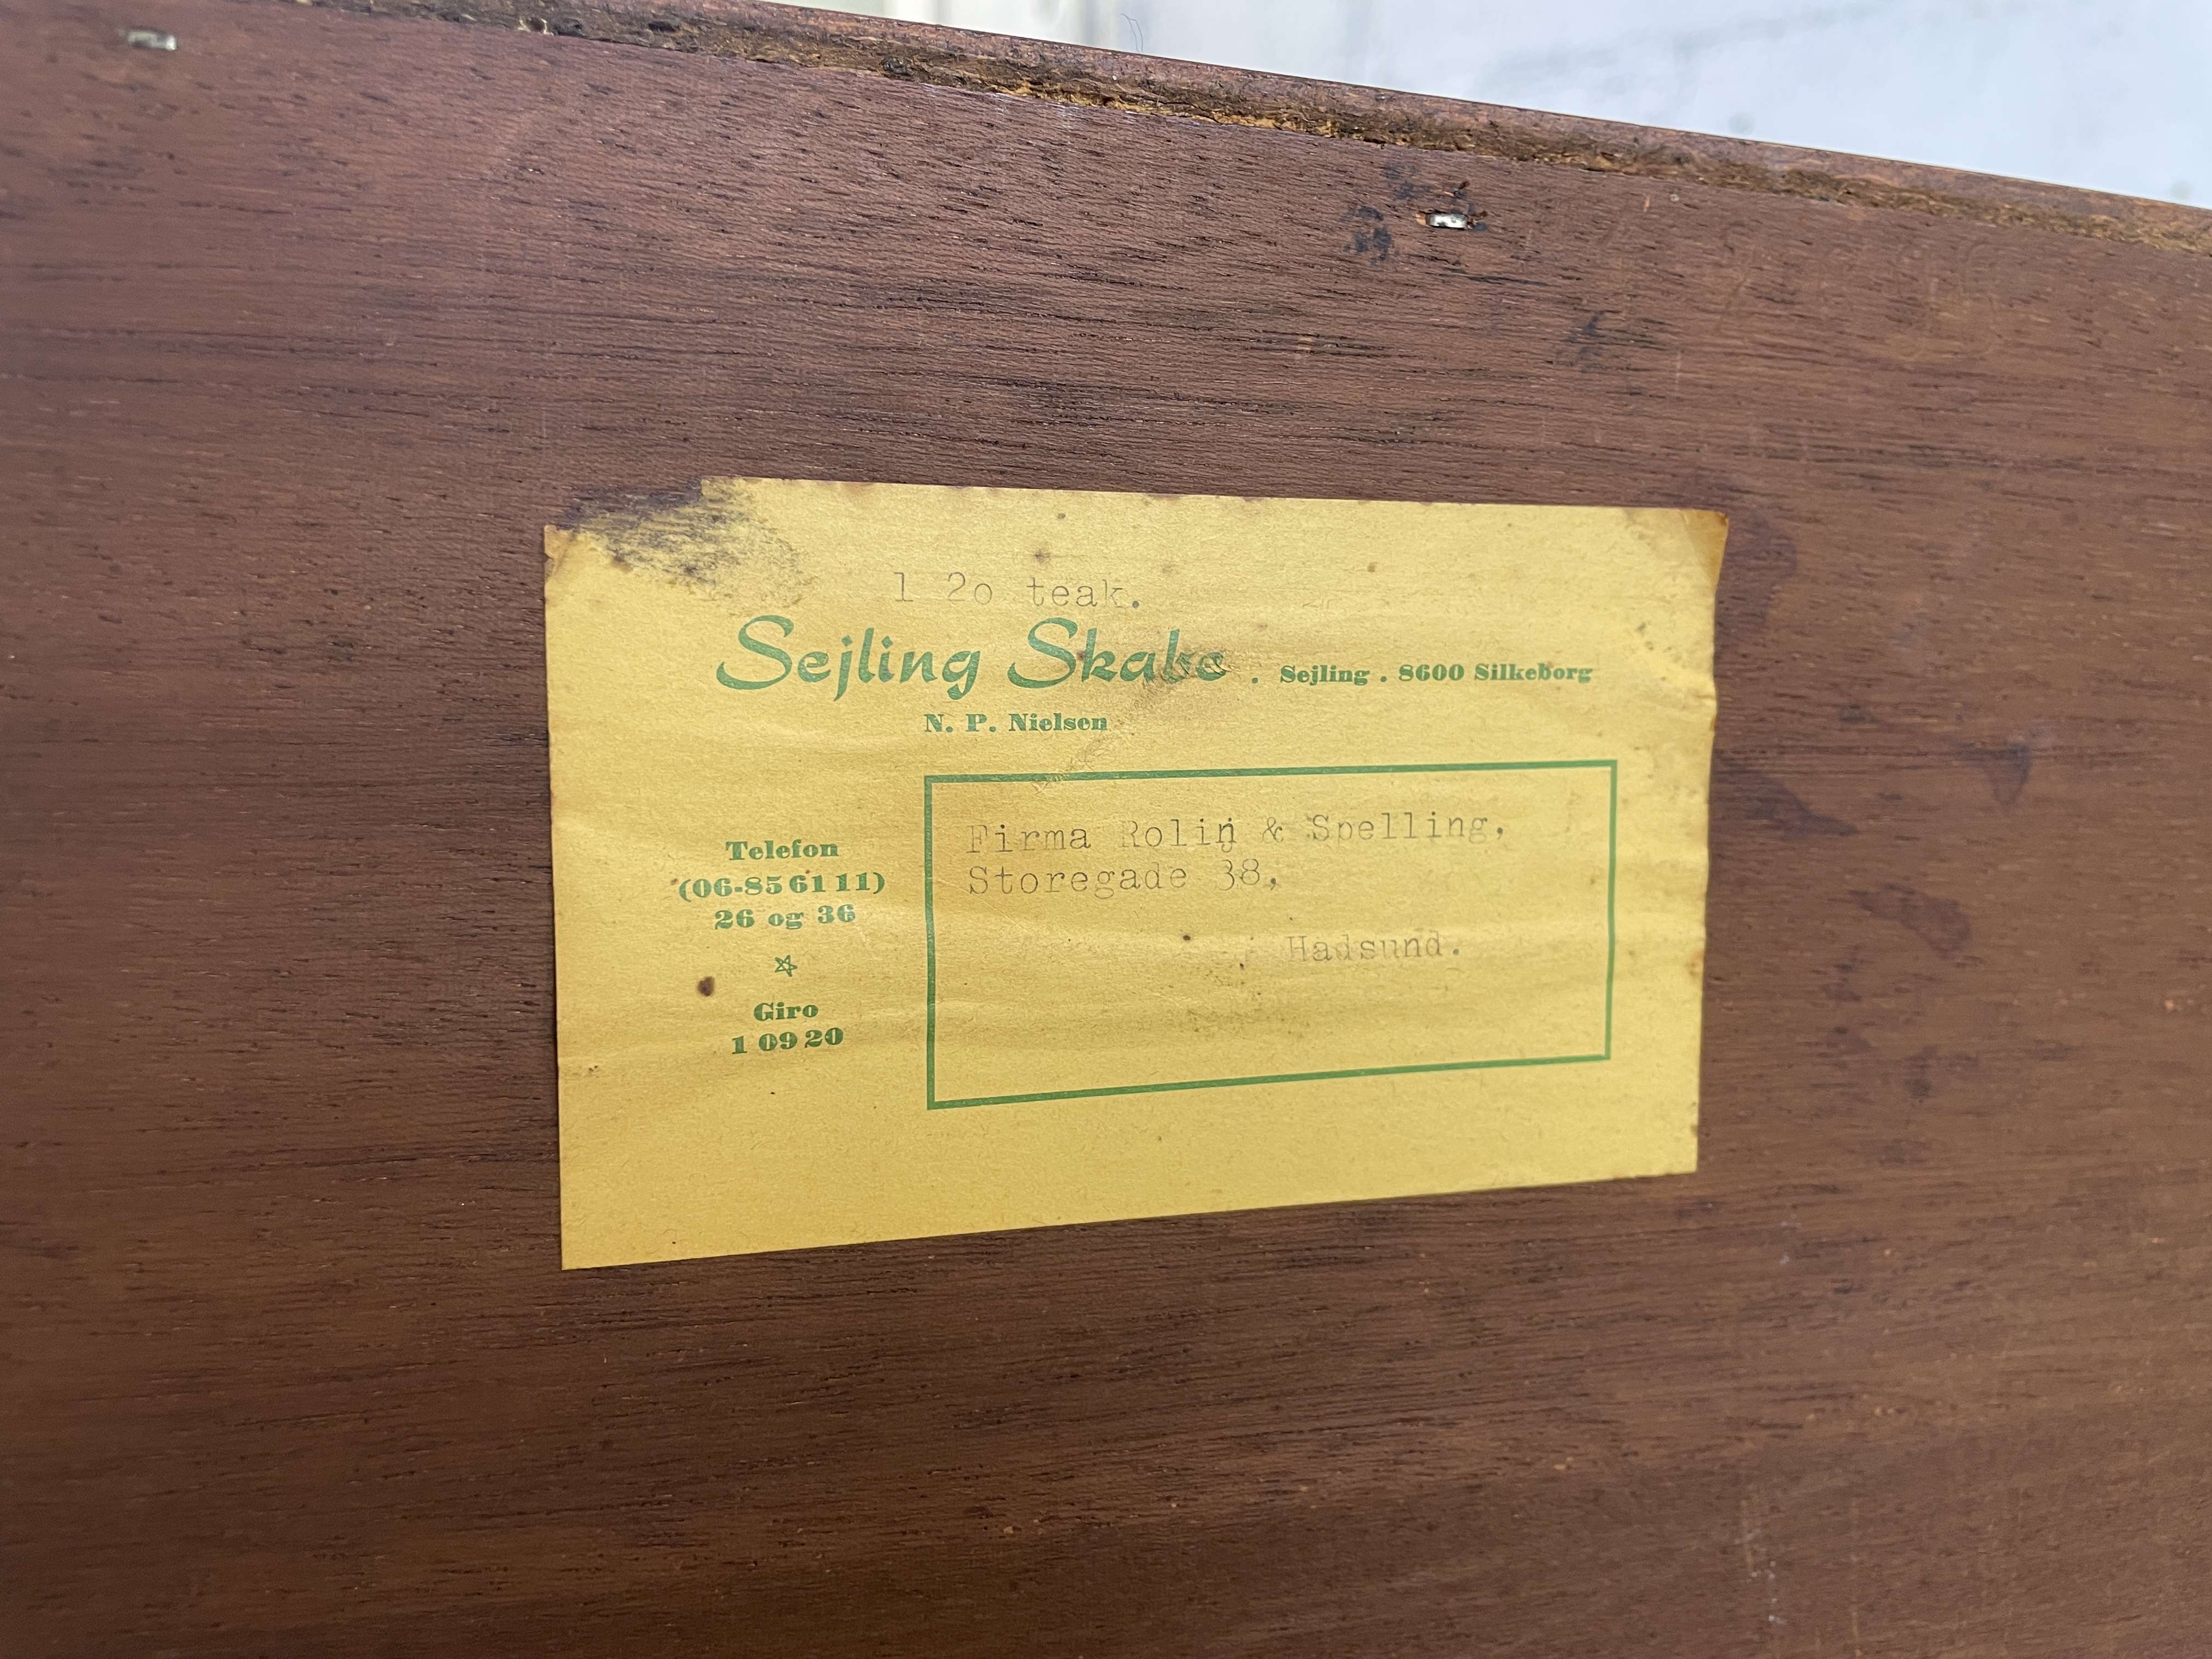 1 2o teak.
Sejling Skabe . Sejling . 8600 Silkeborg
N. P. Nielsen
Telefon
(06-85 61 11)
26 og 36
Giro
1 09 20
Firma & Spelling,
Storegade 38,
Hadsund.